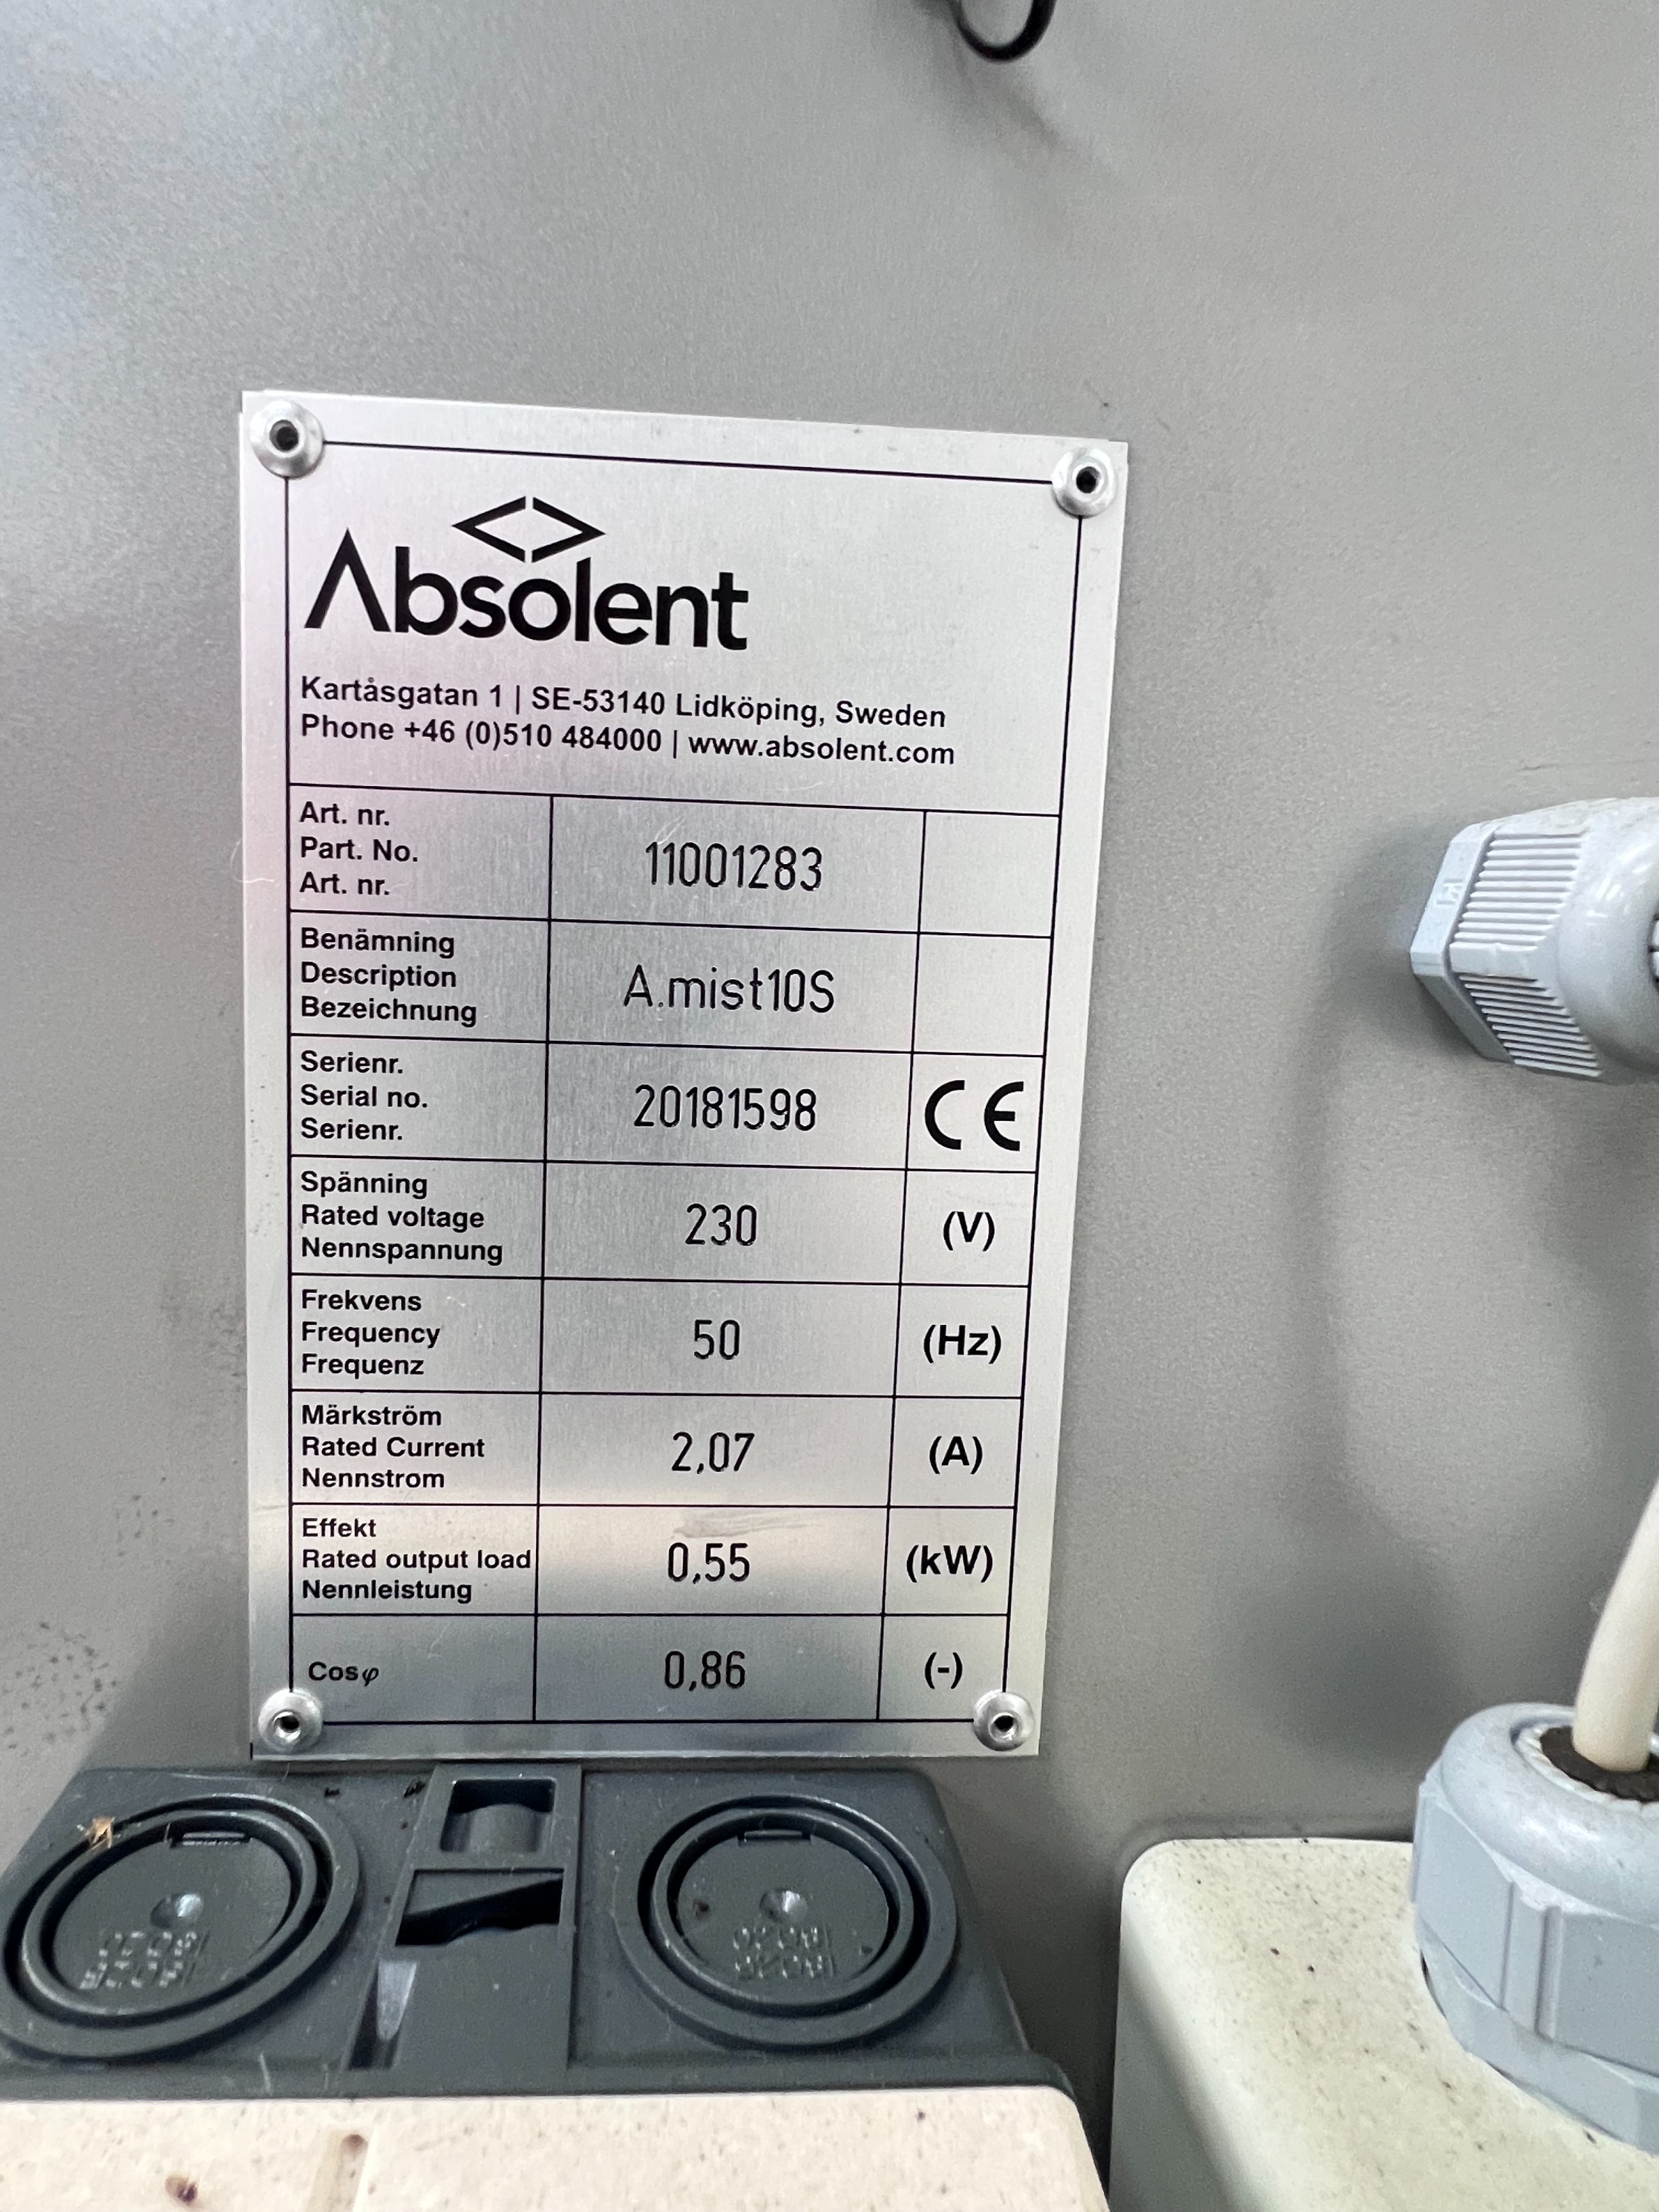 Absolent
Kartåsgatan 1 | SE-53140 Lidköping, Sweden
Phone +46 (0)510 484000 | www.absolent.com
Art. nr.
Part. No.
Art. nr.
11001283
Benämning
Description
Bezeichnung
A.mist10S
Serienr.
Serial no.
Serienr.
20181598
CE
Spänning
Rated voltage
Nennspannung
230
(V)
Frekvens
Frequency
Frequenz
50
(Hz)
Märkström
Rated Current
Nennstrom
2,07
(A)
Effekt
Rated output load
Nennleistung
0,55
(kW)
Cosφ
0,86
(-)